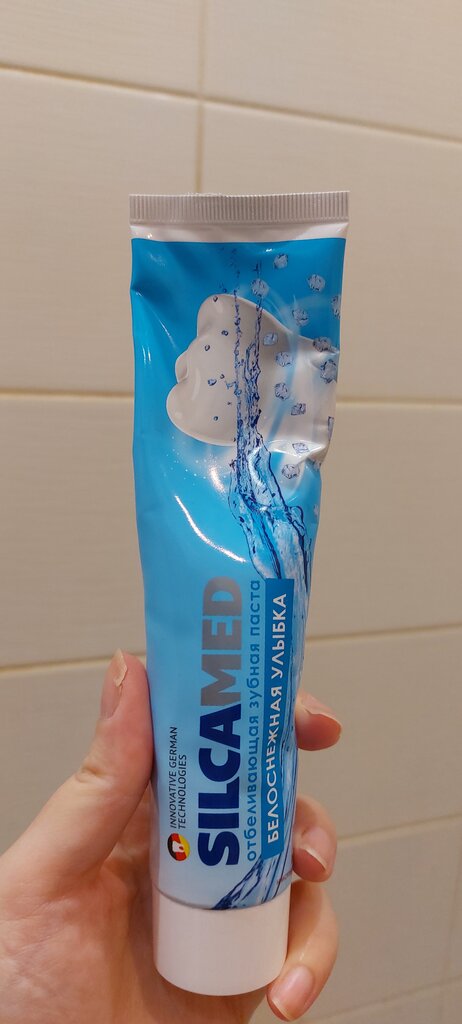 INNOVATIVE GERMAN
TECHNOLOGIES
SILCAMED
отбеливающая зубная паста
БЕЛОСНЕЖНАЯ УЛЫБКА